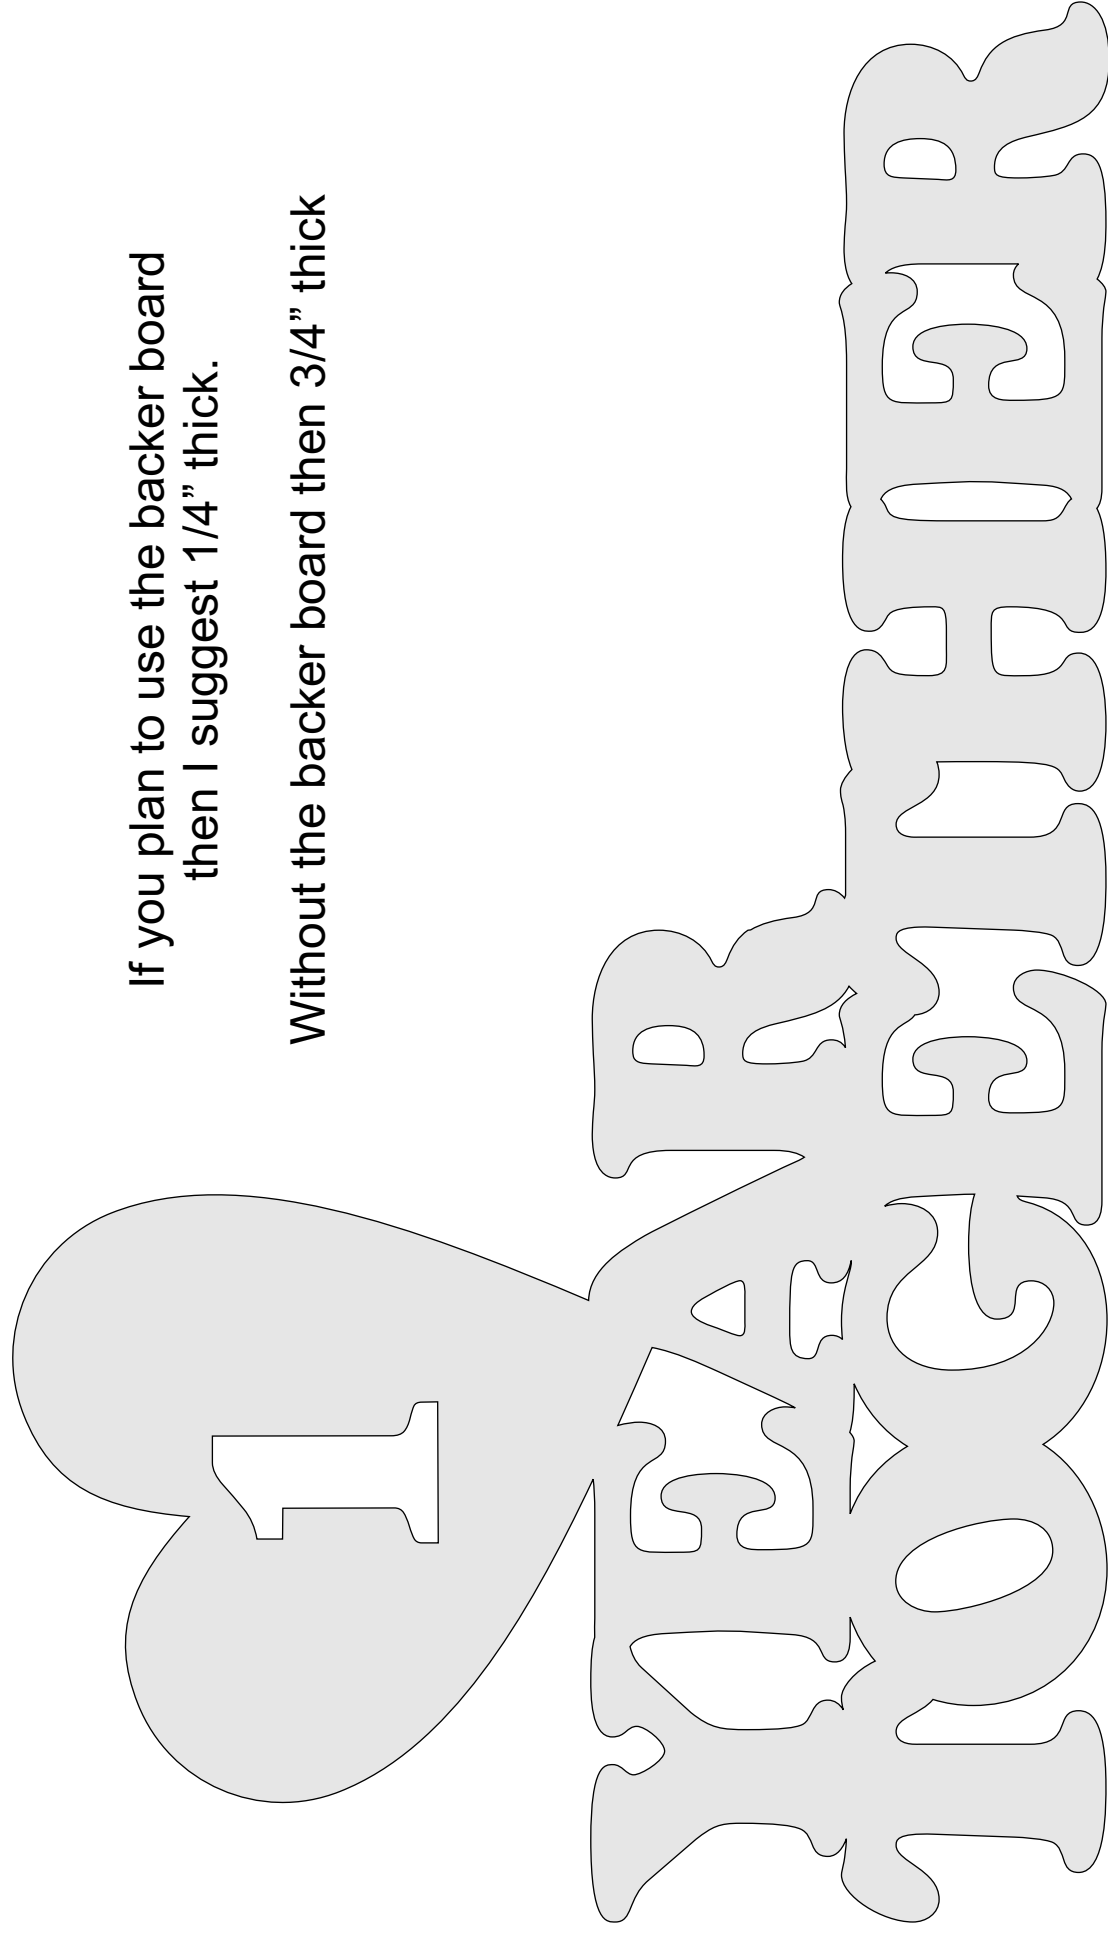 If you plan to use the backer board
then I suggest 1/4” thick.
Without the backer board then 3/4” thick
1
YEAR
TOGETHER